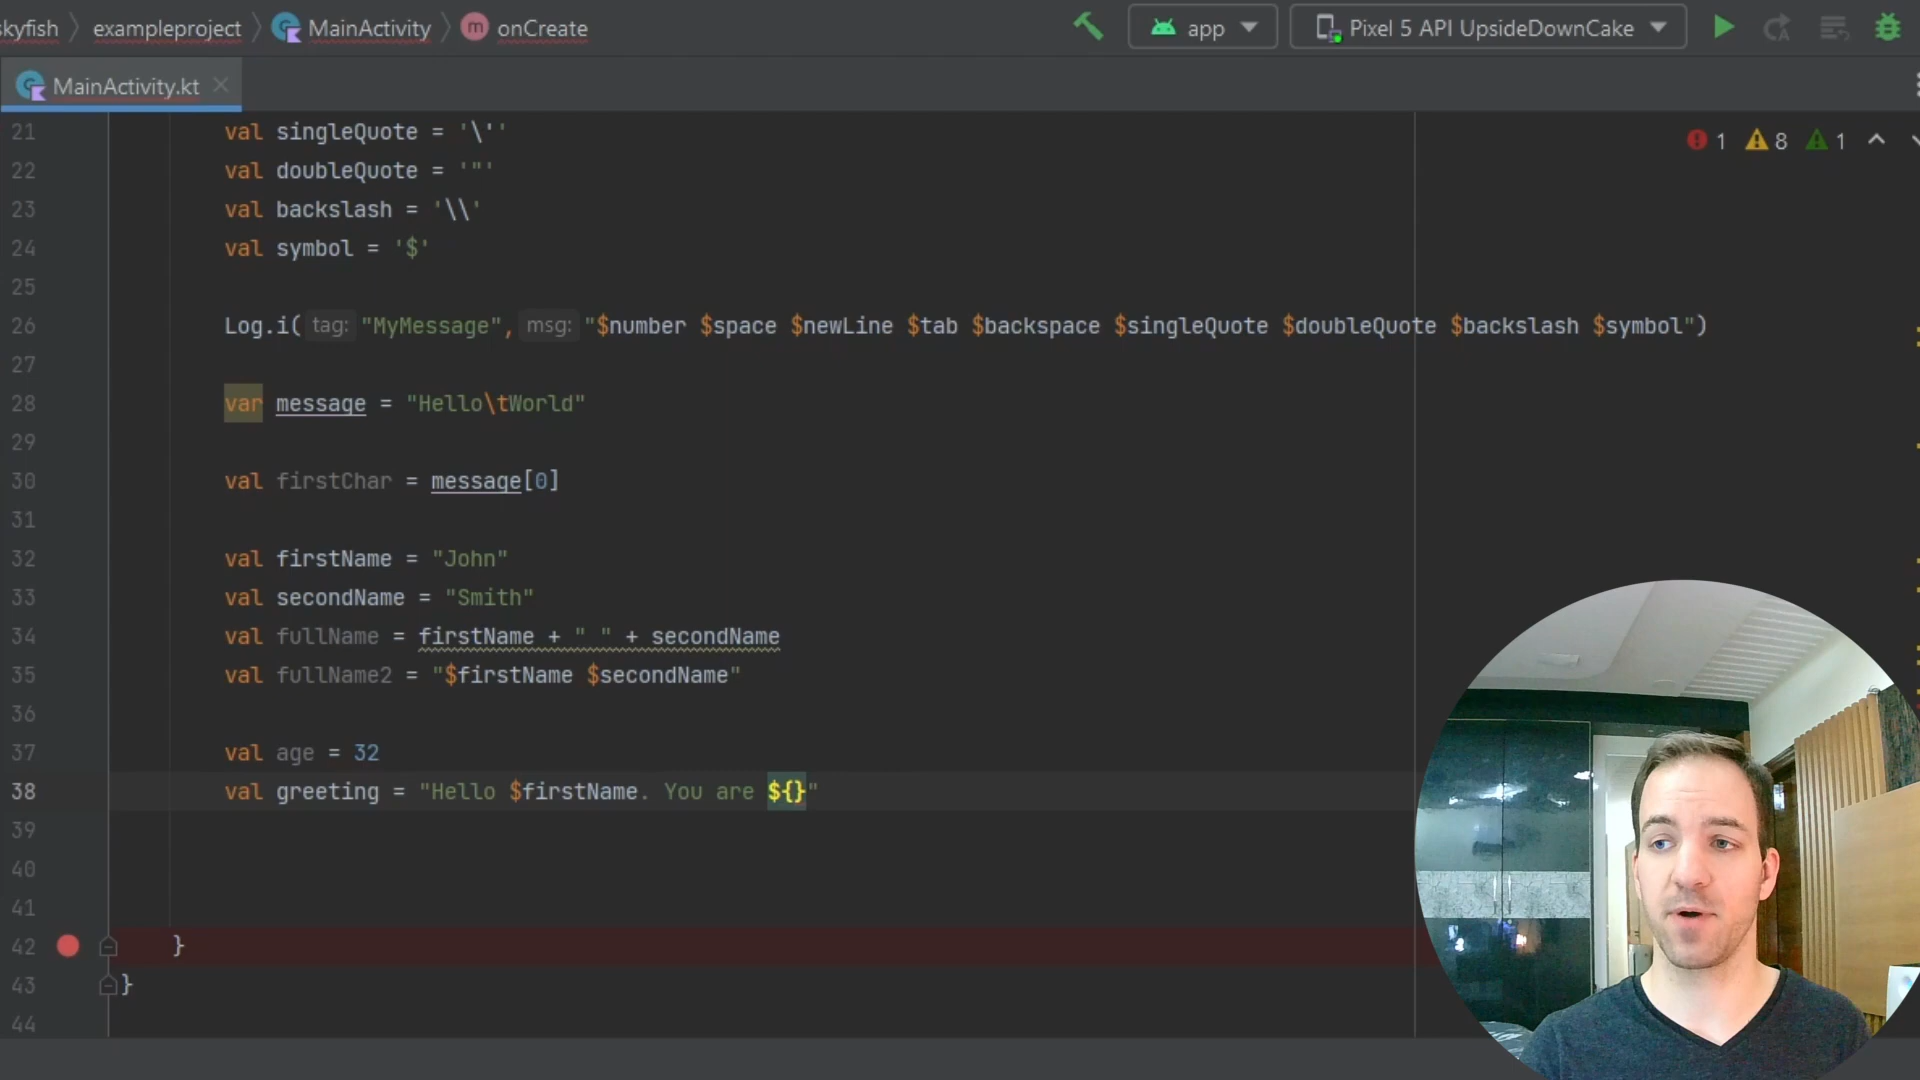 skyfish exampleproject MainActivity m onCreate app Pixel 5 API UpsideDownCake
MainActivity.kt
1 8 1
21 val singleQuote = '\''
22 val doubleQuote = '"'
23 val backslash = '\\'
24 val symbol = '$'
25
26 Log.i( tag: "MyMessage", msg: "$number $space $newLine $tab $backspace $singleQuote $doubleQuote $backslash $symbol")
27
28 var message = "Hello\tWorld"
29
30 val firstChar = message[0]
31
32 val firstName = "John"
33 val secondName = "Smith"
34 val fullName = firstName + " " + secondName
35 val fullName2 = "$firstName $secondName"
36
37 val age = 32
38 val greeting = "Hello $firstName. You are ${}"
39
40
41
42 }
43 }
44